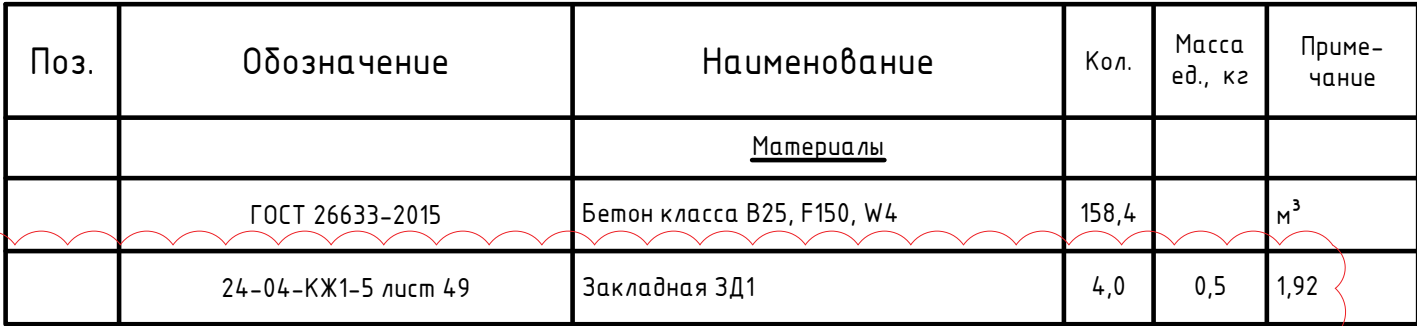 Поз. Обозначение Наименование Кол. Масса ед., кг Приме-чание
Материалы
ГОСТ 26633-2015 Бетон класса В25, F150, W4 158,4 м³
24-04-КЖ1-5 лист 49 Закладная ЗД1 4,0 0,5 1,92